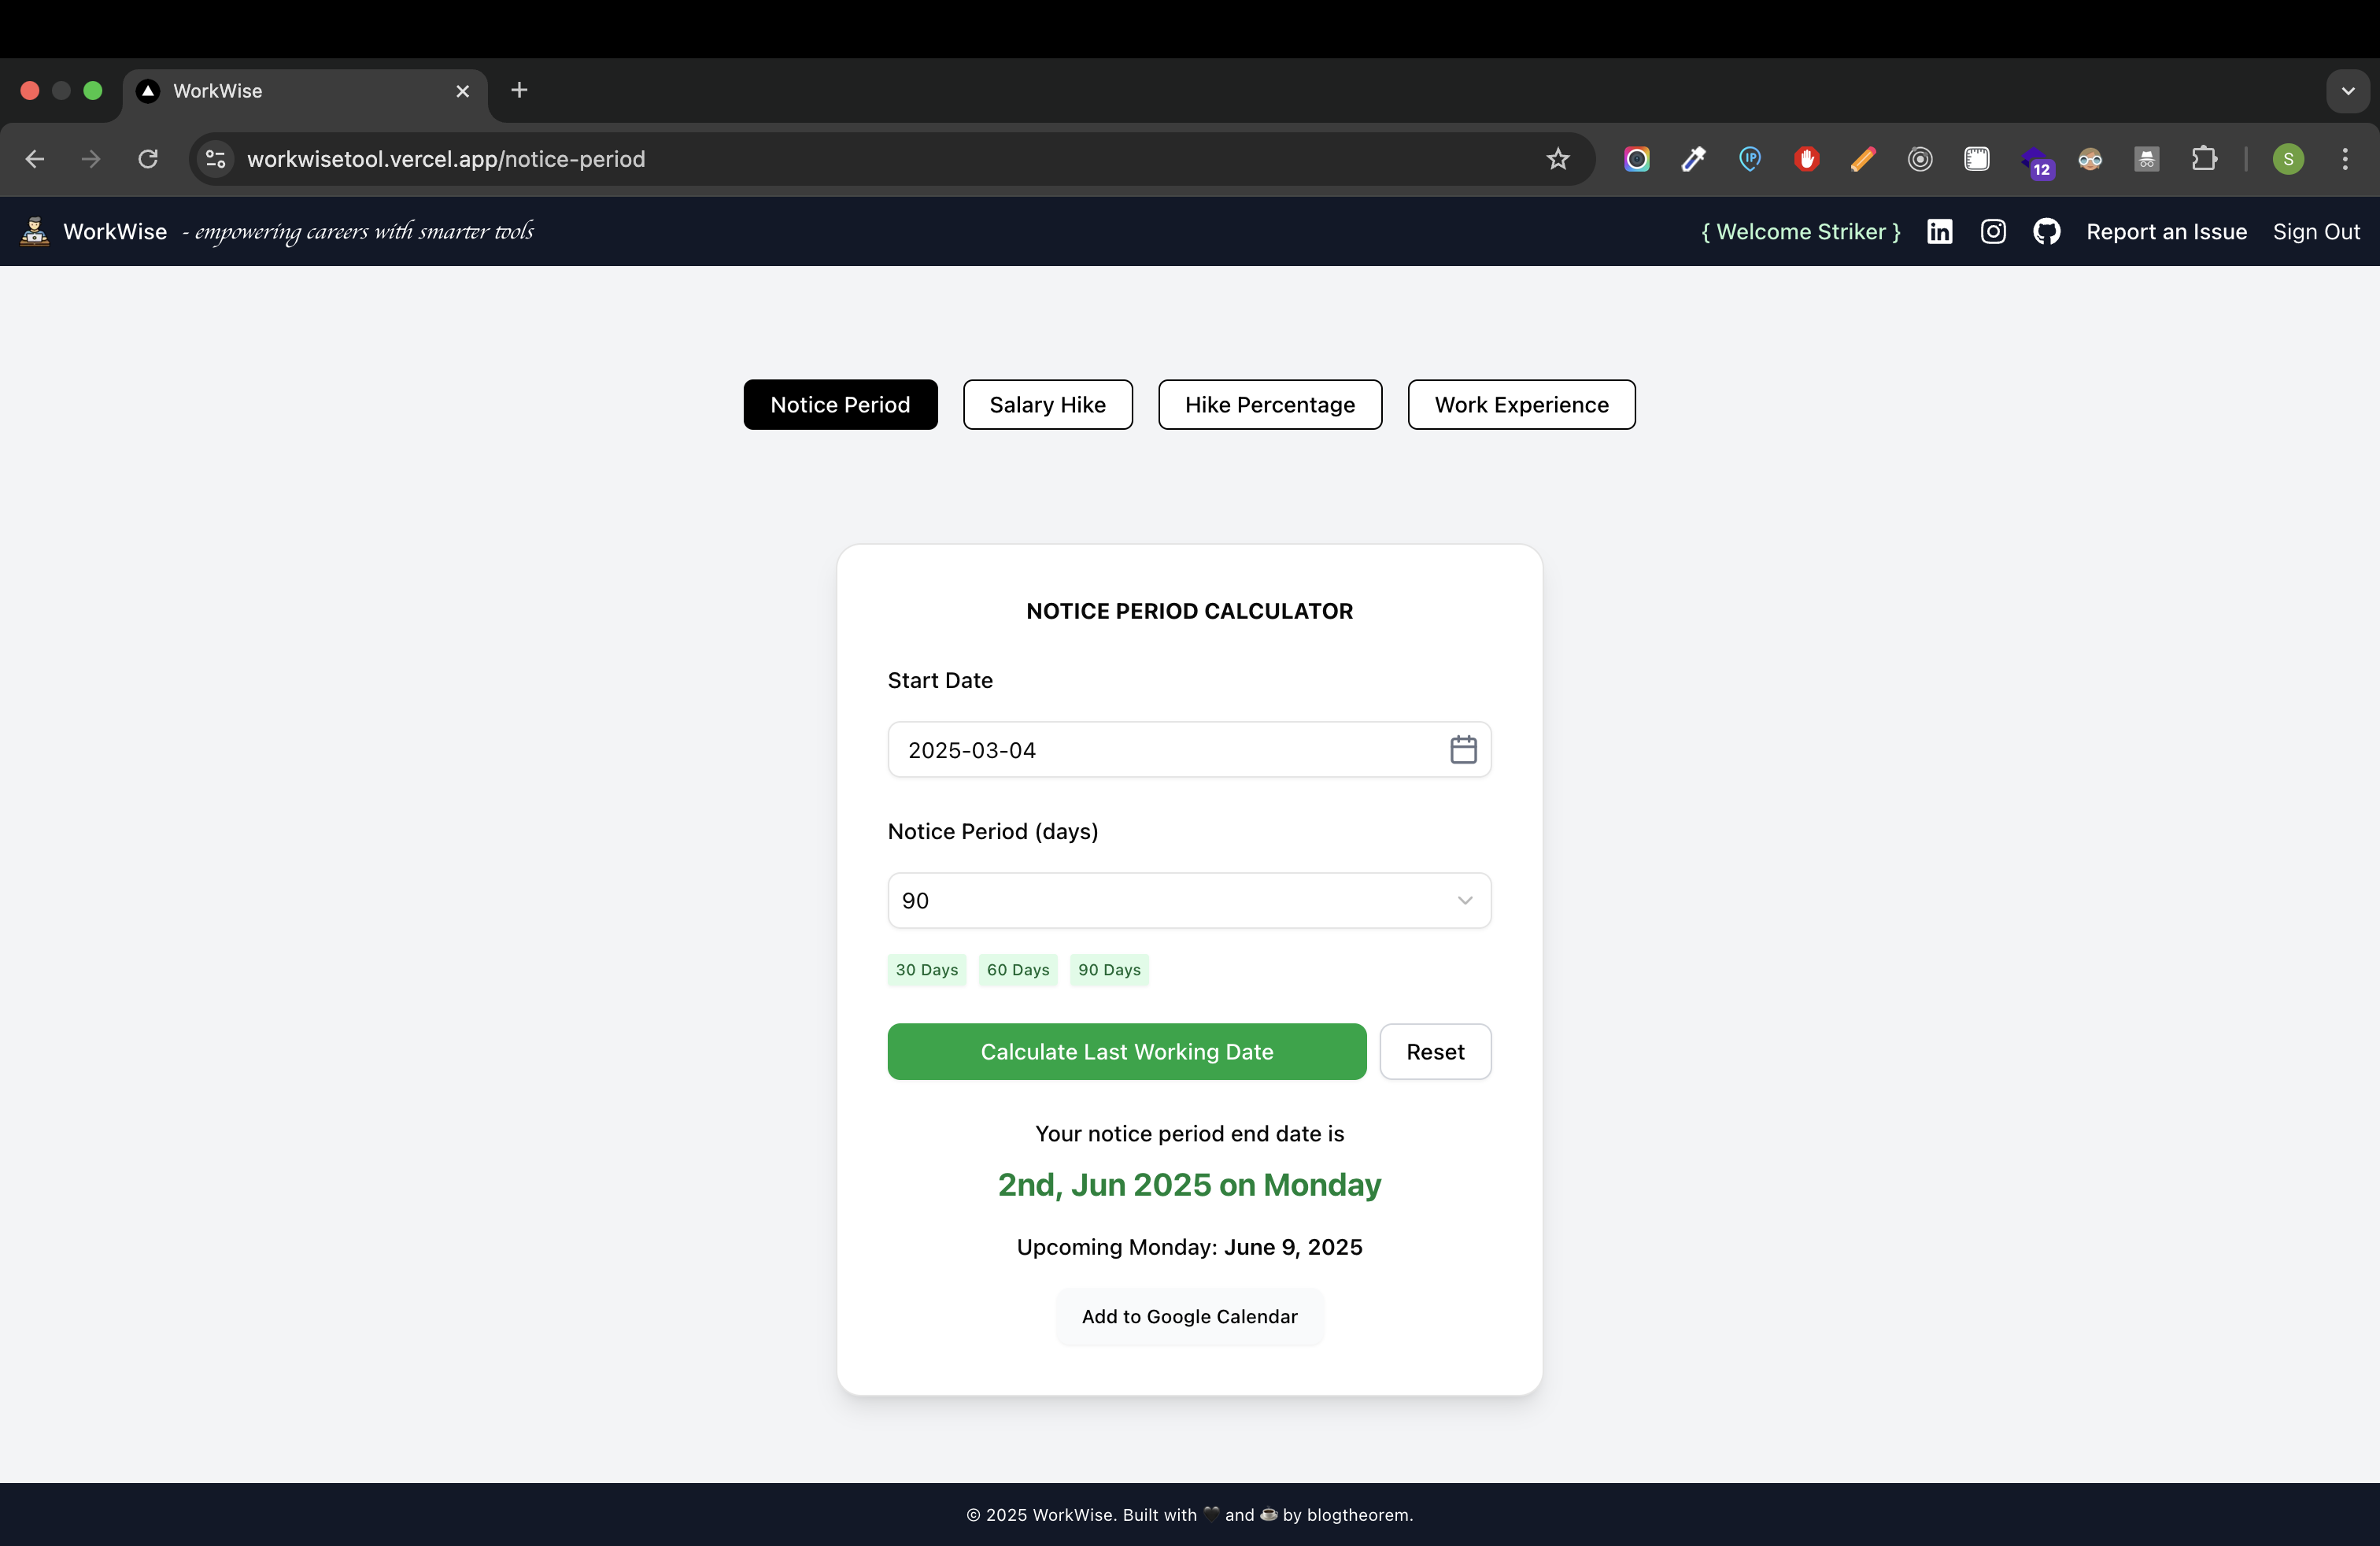 WorkWise
workwisetool.vercel.app/notice-period
IP
12
S
WorkWise - empowering careers with smarter tools
{ Welcome Striker }
in
Report an Issue
Sign Out
Notice Period
Salary Hike
Hike Percentage
Work Experience
NOTICE PERIOD CALCULATOR
Start Date
2025-03-04
Notice Period (days)
90
30 Days
60 Days
90 Days
Calculate Last Working Date
Reset
Your notice period end date is
2nd, Jun 2025 on Monday
Upcoming Monday: June 9, 2025
Add to Google Calendar
© 2025 WorkWise. Built with 🖤 and ☕ by blogtheorem.